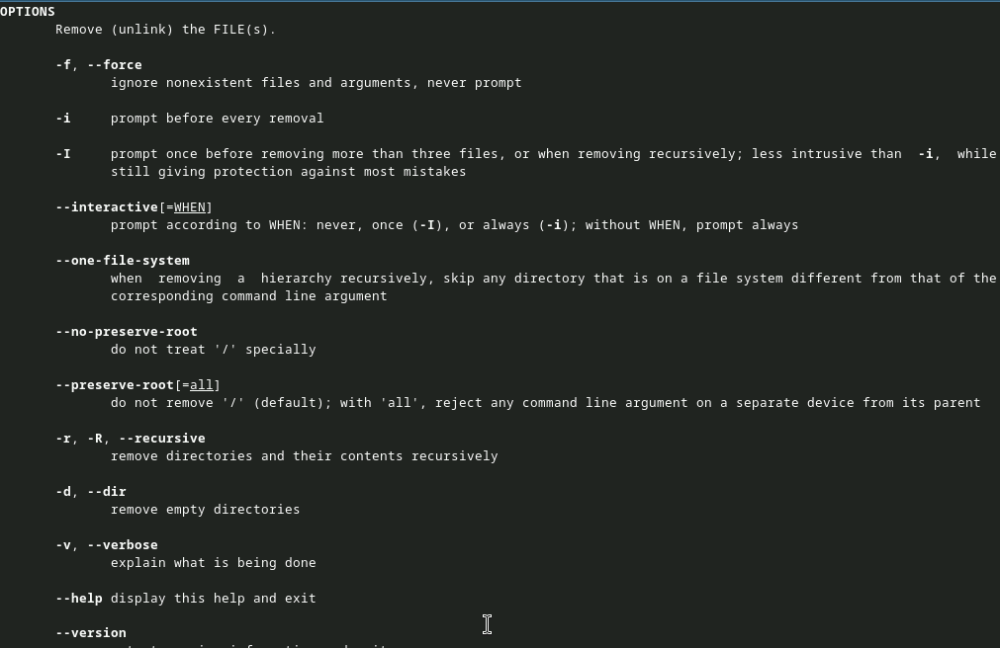 OPTIONS
Remove (unlink) the FILE(s).
-f, --force
ignore nonexistent files and arguments, never prompt
-i     prompt before every removal
-I     prompt once before removing more than three files, or when removing recursively; less intrusive than  -i,  while
still giving protection against most mistakes
--interactive[=WHEN]
prompt according to WHEN: never, once (-I), or always (-i); without WHEN, prompt always
--one-file-system
when  removing  a  hierarchy recursively, skip any directory that is on a file system different from that of the
corresponding command line argument
--no-preserve-root
do not treat '/' specially
--preserve-root[=all]
do not remove '/' (default); with 'all', reject any command line argument on a separate device from its parent
-r, -R, --recursive
remove directories and their contents recursively
-d, --dir
remove empty directories
-v, --verbose
explain what is being done
--help display this help and exit
--version